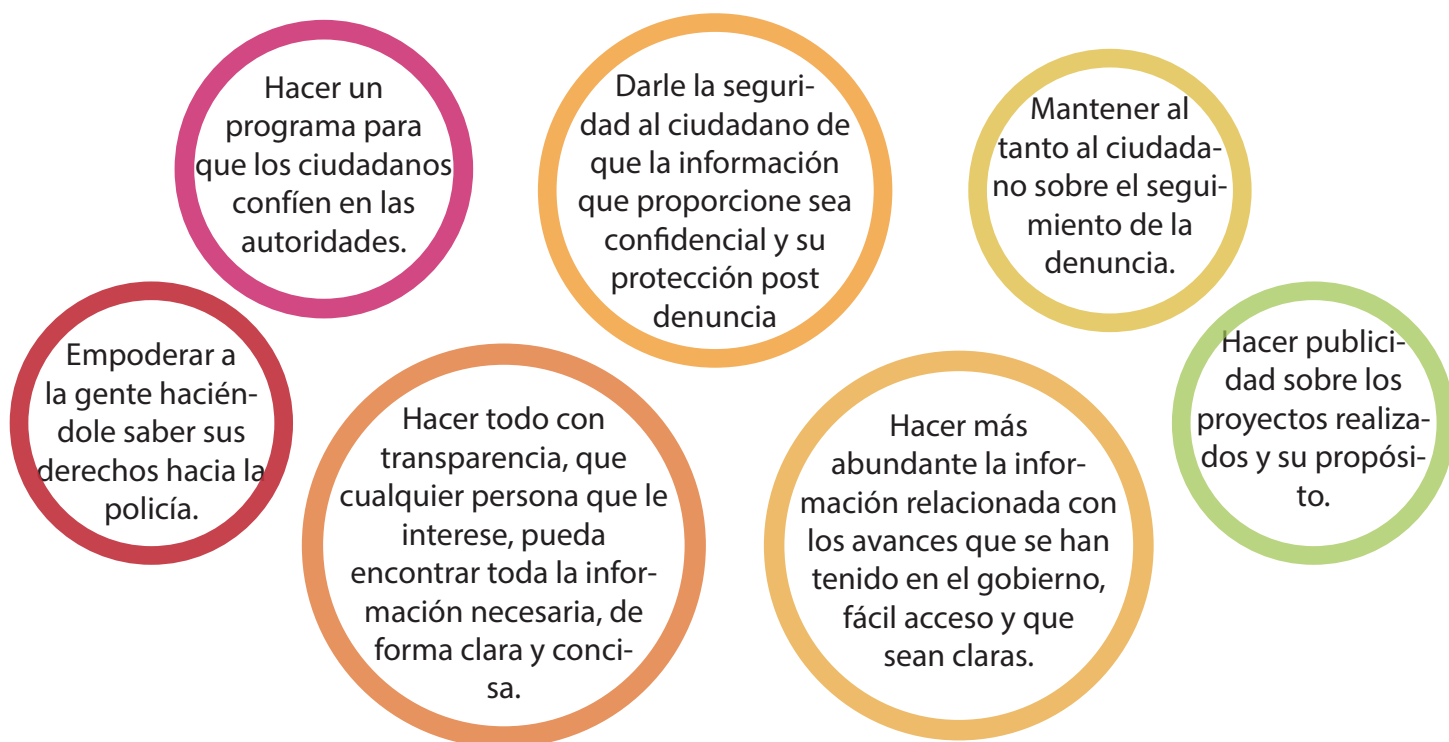 Hacer un
programa para
que los ciudadanos
confíen en las
autoridades.
Darle la seguri-
dad al ciudadano de
que la información
que proporcione sea
confidencial y su
protección post
denuncia
Mantener al
tanto al ciudada-
no sobre el segui-
miento de la
denuncia.
Empoderar a
la gente hacién-
dole saber sus
derechos hacia la
policía.
Hacer todo con
transparencia, que
cualquier persona que le
interese, pueda
encontrar toda la infor-
mación necesaria, de
forma clara y conci-
sa.
Hacer más
abundante la infor-
mación relacionada con
los avances que se han
tenido en el gobierno,
fácil acceso y que
sean claras.
Hacer publici-
dad sobre los
proyectos realiza-
dos y su propósi-
to.